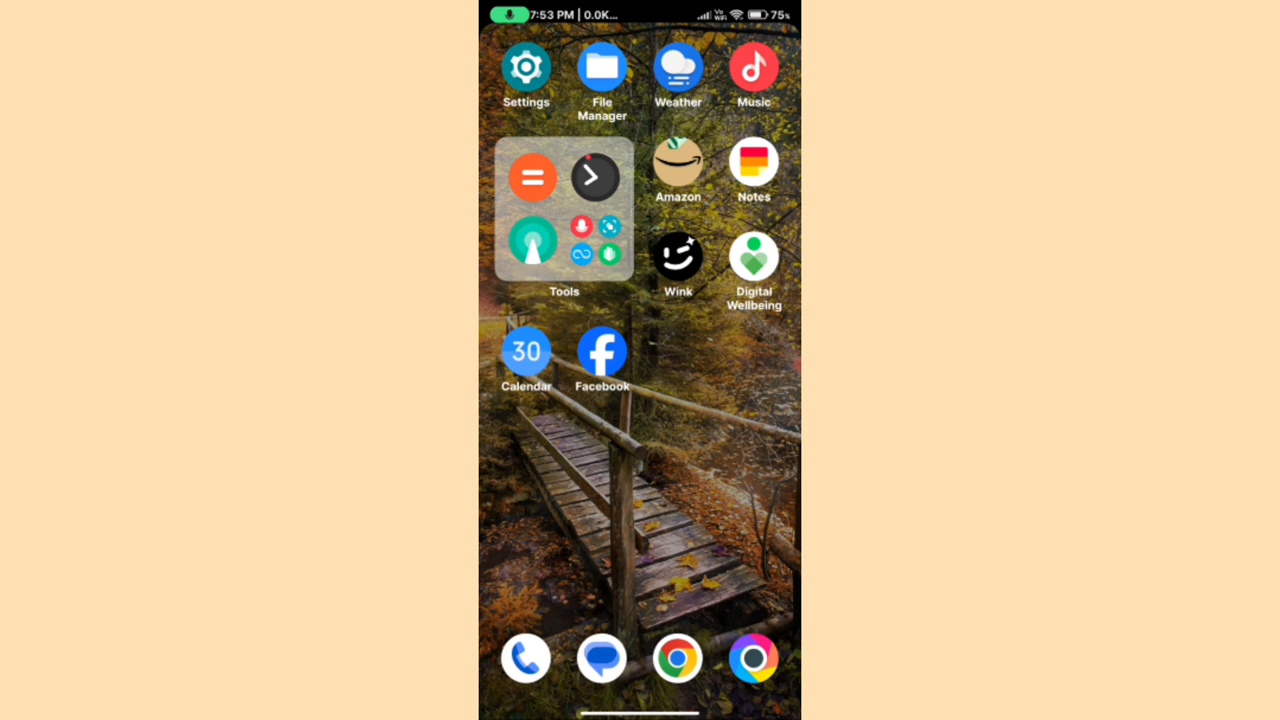 7:53 PM | 0.0K...
Vo
WiFi
75%
Settings
File
Manager
Weather
Music
Amazon
Notes
Tools
Wink
Digital
Wellbeing
30
Calendar
Facebook